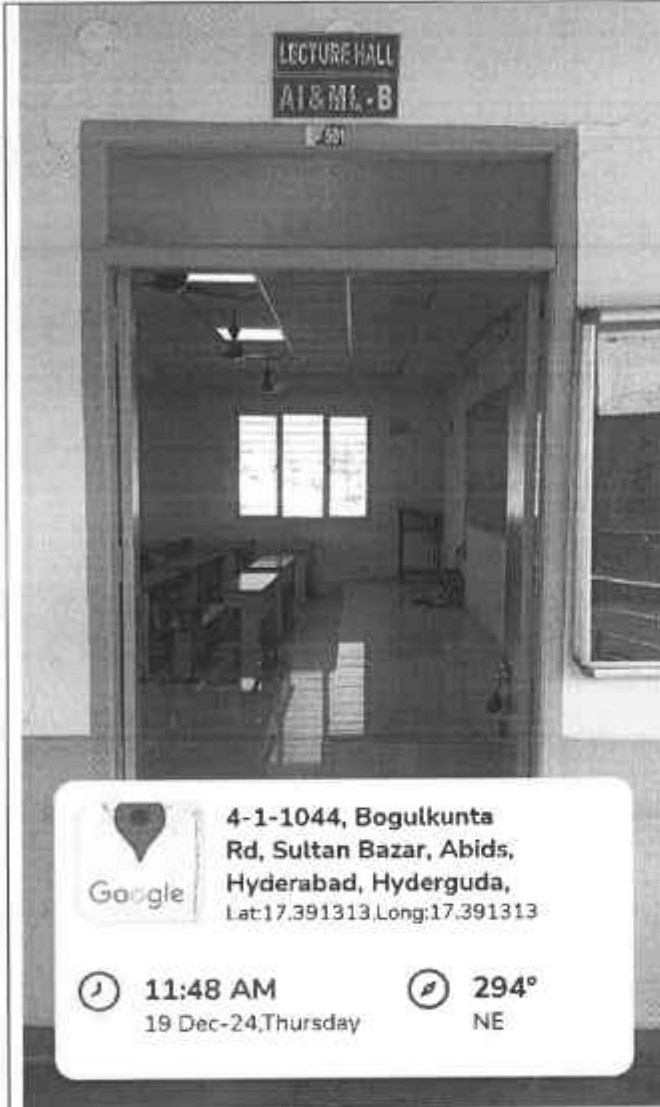 LECTURE HALL
AI & ML - B
501
Google
4-1-1044, Bogulkunta
Rd, Sultan Bazar, Abids,
Hyderabad, Hyderguda,
Lat:17.391313,Long:17.391313
11:48 AM
19 Dec-24,Thursday
294°
NE